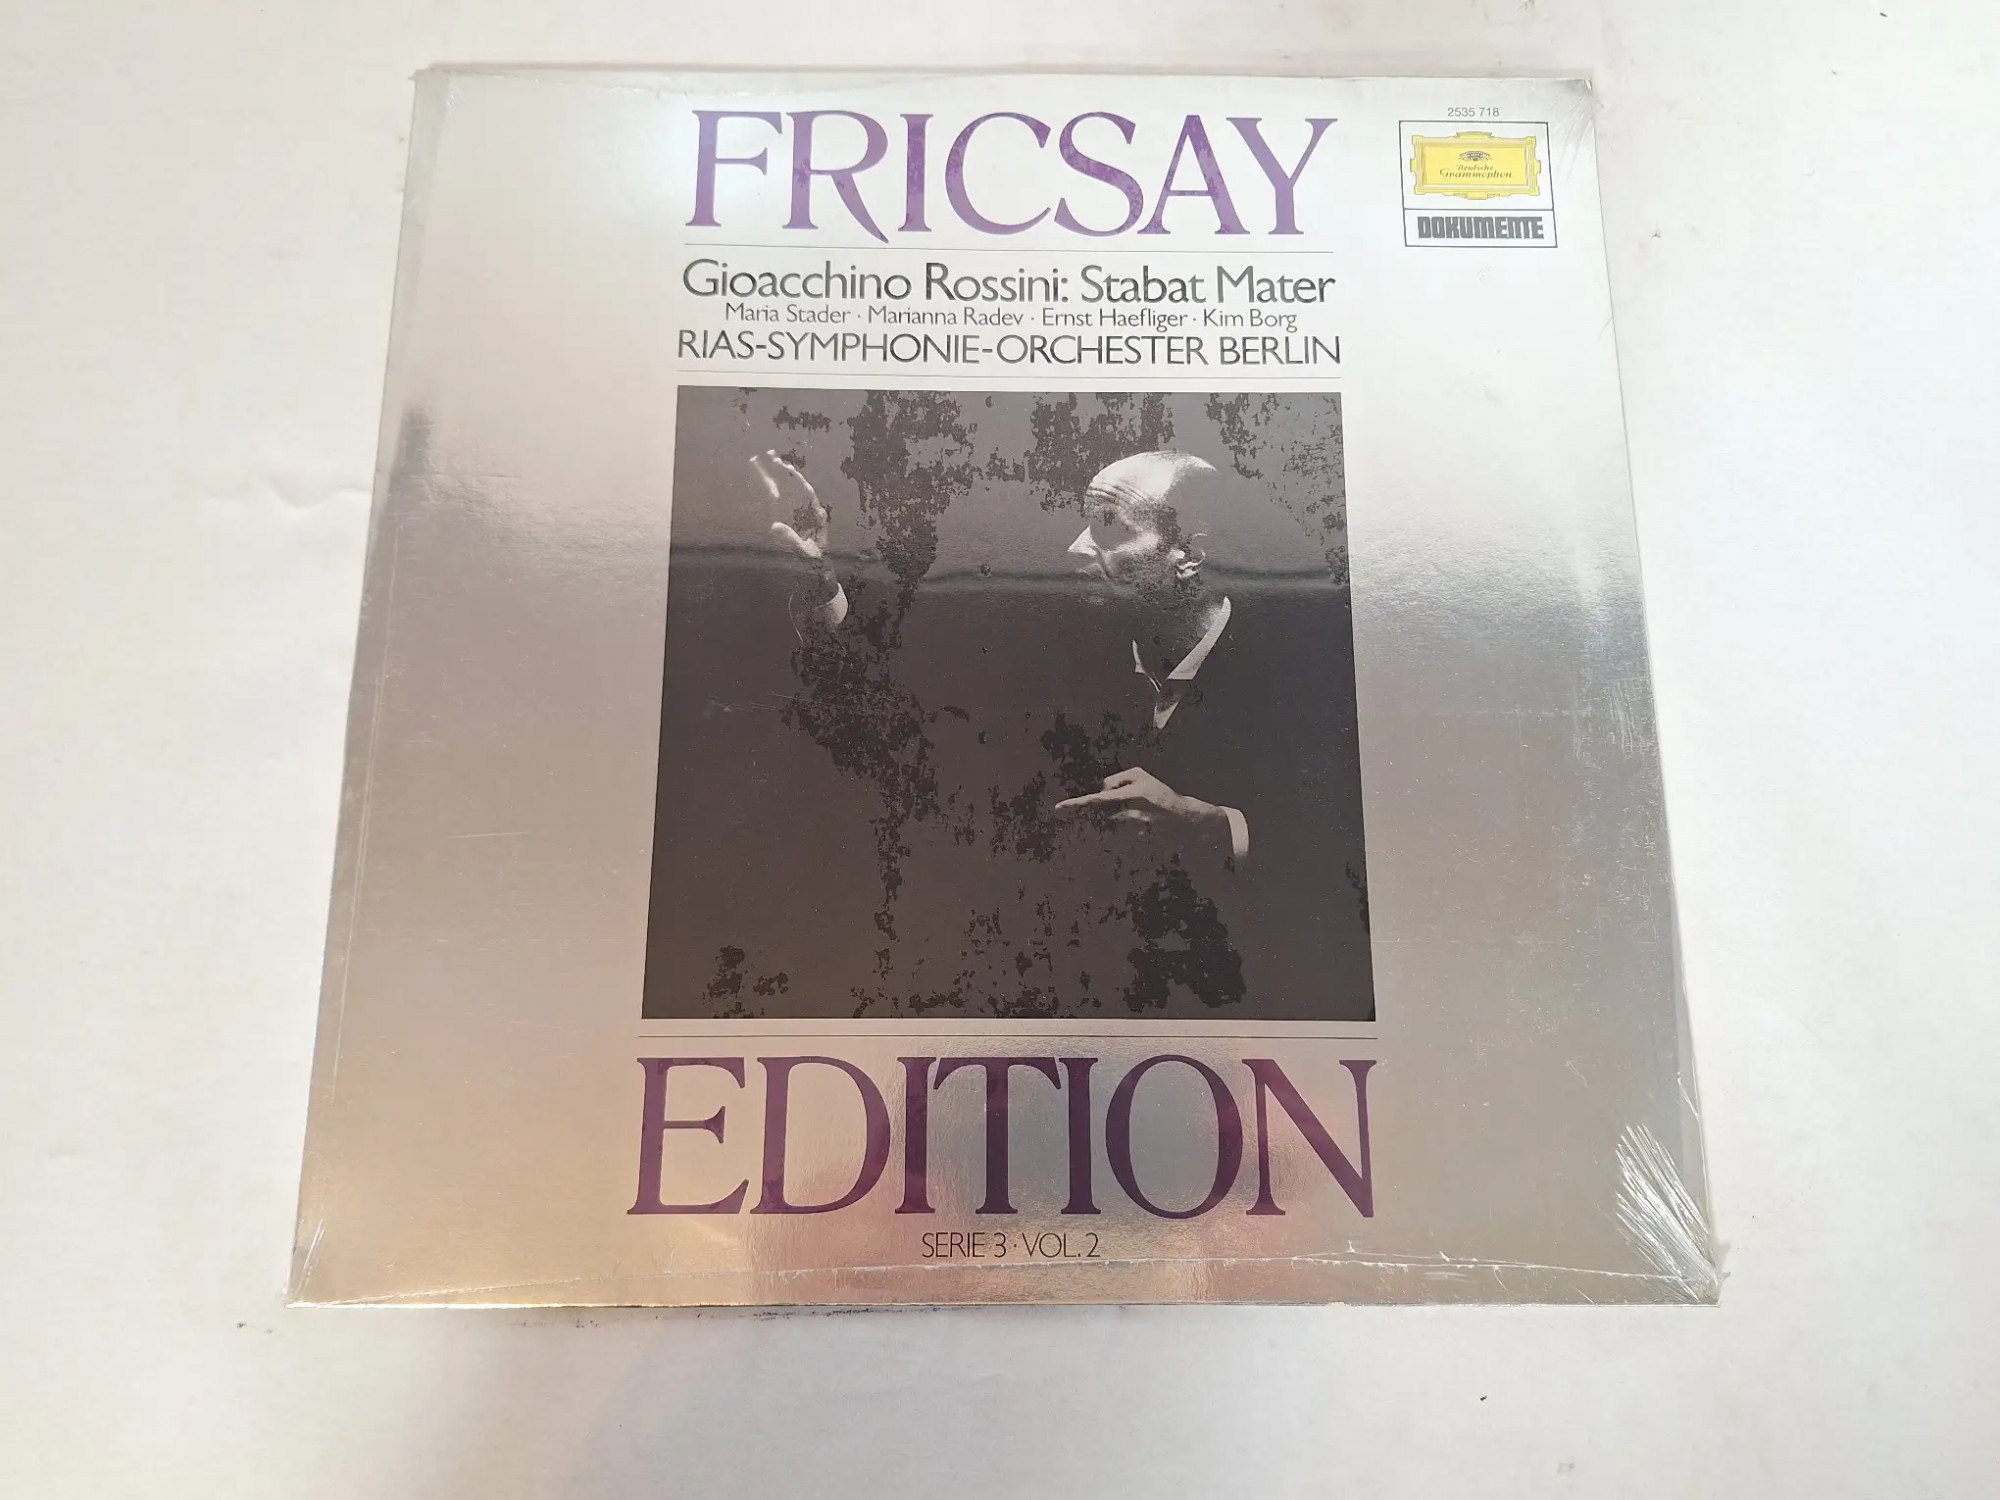 FRICSAY
2535 718
Deutsche
Grammophon
DOKUMENTE
Gioacchino Rossini: Stabat Mater
Maria Stader · Marianna Radev · Ernst Haefliger · Kim Borg
RIAS-SYMPHONIE-ORCHESTER BERLIN
EDITION
SERIE 3 · VOL. 2